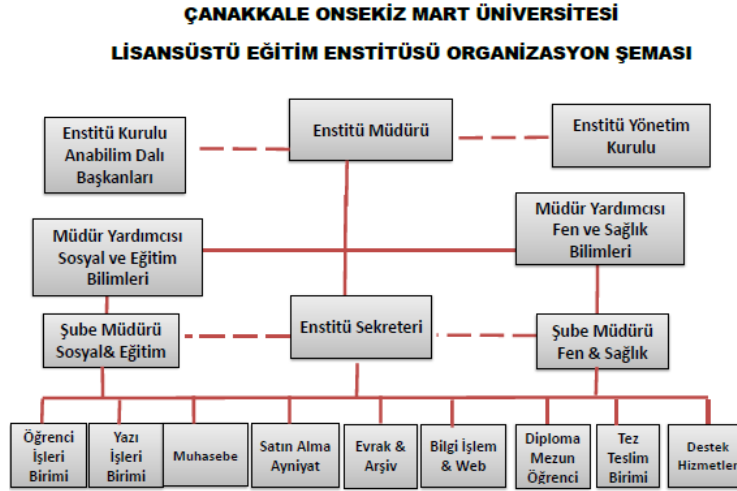 ÇANAKKALE ONSEKİZ MART ÜNİVERSİTESİ
LİSANSÜSTÜ EĞİTİM ENSTİTÜSÜ ORGANİZASYON ŞEMASI
Enstitü Kurulu
Anabilim Dalı
Başkanları
Enstitü Müdürü
Enstitü Yönetim
Kurulu
Müdür Yardımcısı
Sosyal ve Eğitim
Bilimleri
Müdür Yardımcısı
Fen ve Sağlık
Bilimleri
Şube Müdürü
Sosyal& Eğitim
Enstitü Sekreteri
Şube Müdürü
Fen & Sağlık
Öğrenci
İşleri
Birimi
Yazı
İşleri
Birimi
Muhasebe
Satın Alma
Ayniyat
Evrak &
Arşiv
Bilgi İşlem
& Web
Diploma
Mezun
Öğrenci
Tez
Teslim
Birimi
Destek
Hizmetler